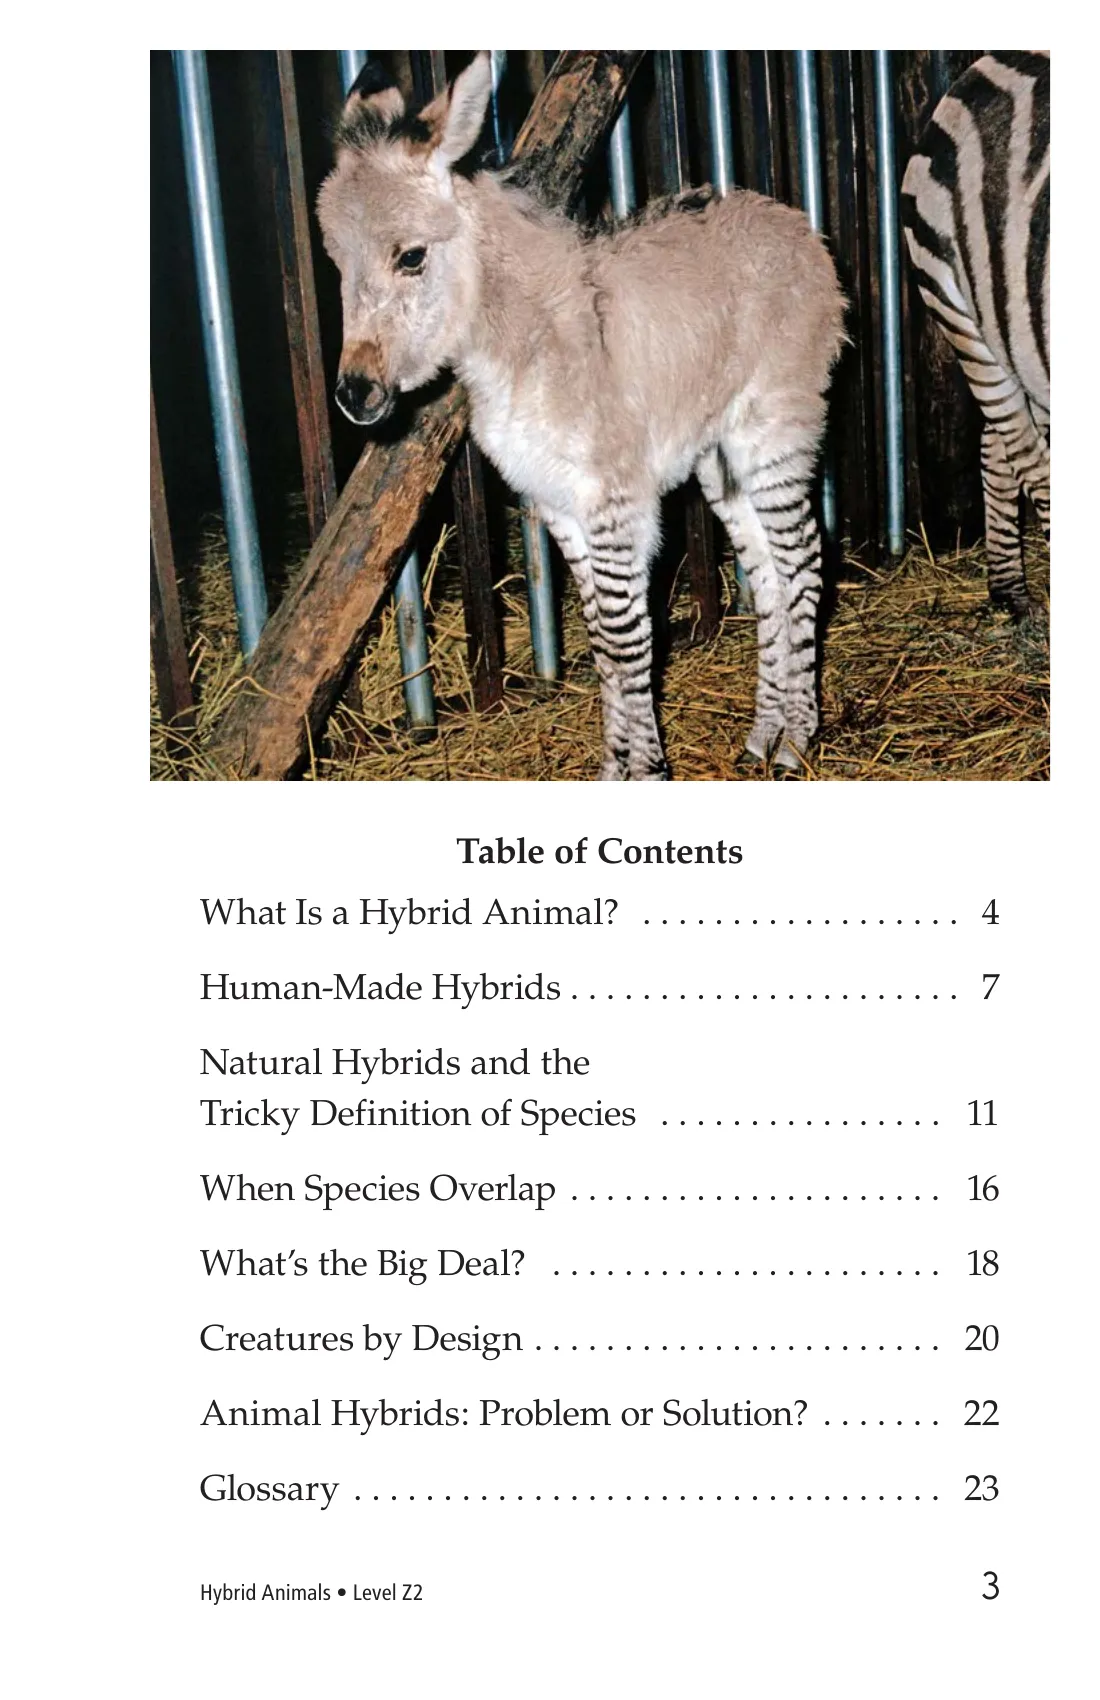 Table of Contents
What Is a Hybrid Animal? . . . . . . . . . . . . . . . . . . 4
Human-Made Hybrids . . . . . . . . . . . . . . . . . . . . . . 7
Natural Hybrids and the
Tricky Definition of Species . . . . . . . . . . . . . . . . 11
When Species Overlap . . . . . . . . . . . . . . . . . . . . . 16
What’s the Big Deal? . . . . . . . . . . . . . . . . . . . . . . 18
Creatures by Design . . . . . . . . . . . . . . . . . . . . . . . 20
Animal Hybrids: Problem or Solution? . . . . . . . 22
Glossary . . . . . . . . . . . . . . . . . . . . . . . . . . . . . . . . . 23
Hybrid Animals • Level Z2 3